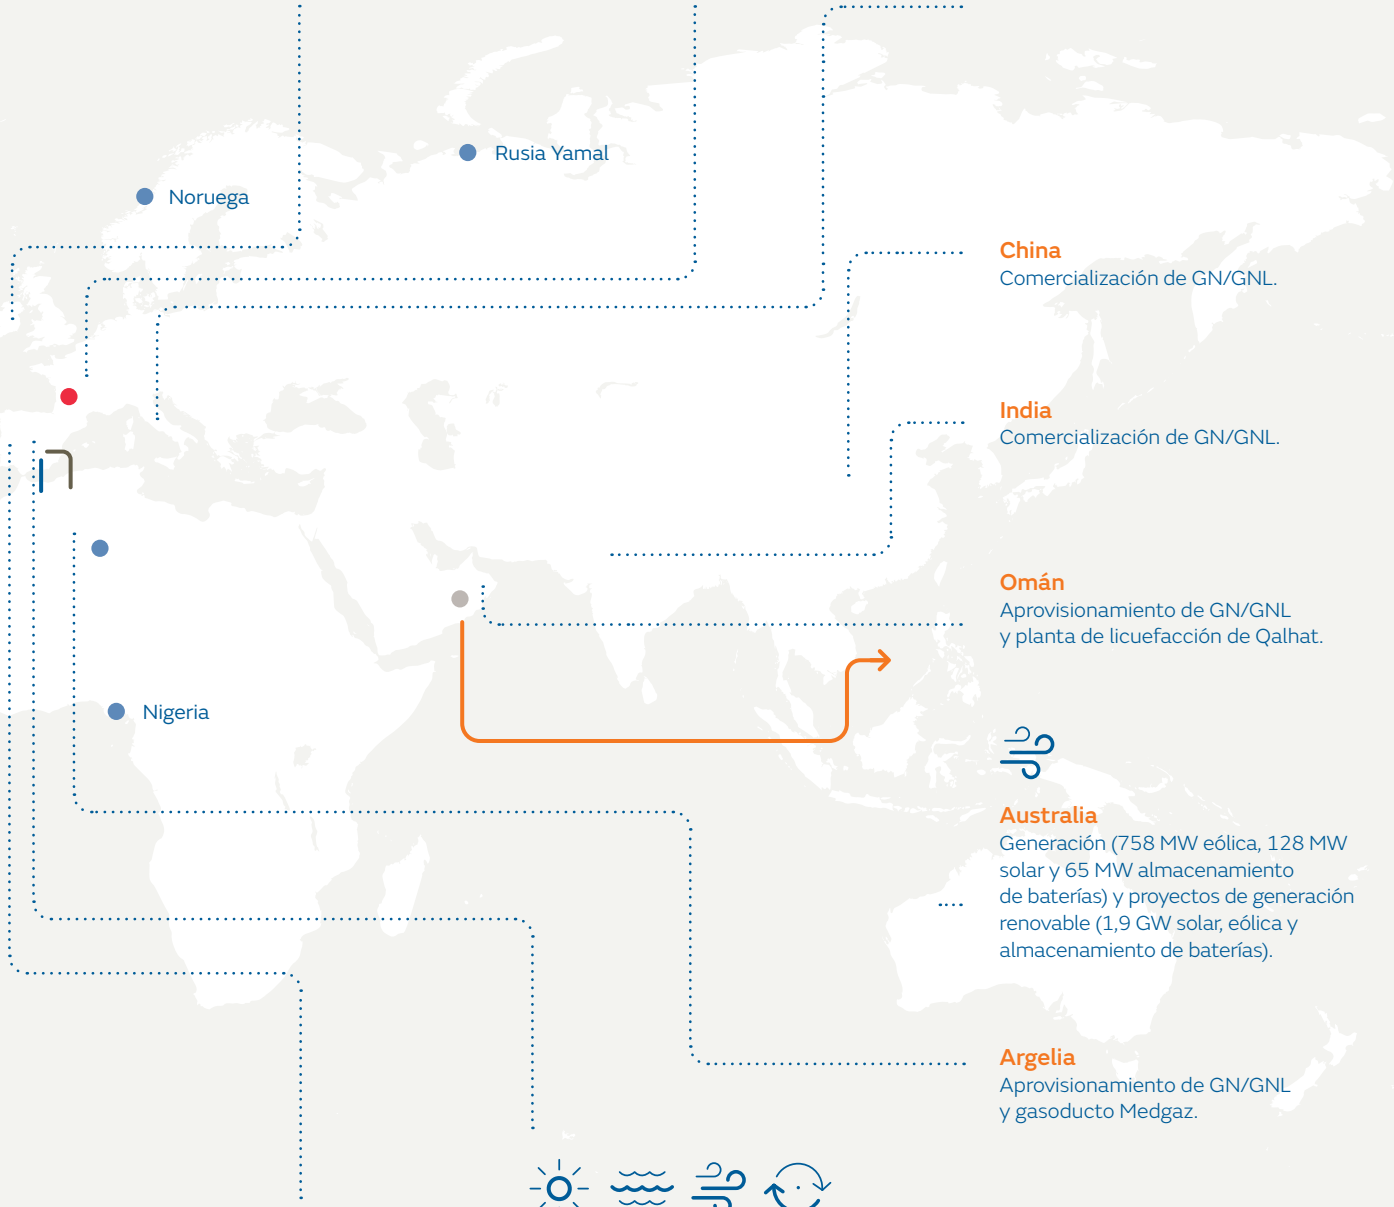 Rusia Yamal
Noruega
China
Comercialización de GN/GNL.
India
Comercialización de GN/GNL.
Omán
Aprovisionamiento de GN/GNL
y planta de licuefacción de Qalhat.
Nigeria
Australia
Generación (758 MW eólica, 128 MW
solar y 65 MW almacenamiento
de baterías) y proyectos de generación
renovable (1,9 GW solar, eólica y
almacenamiento de baterías).
Argelia
Aprovisionamiento de GN/GNL
y gasoducto Medgaz.